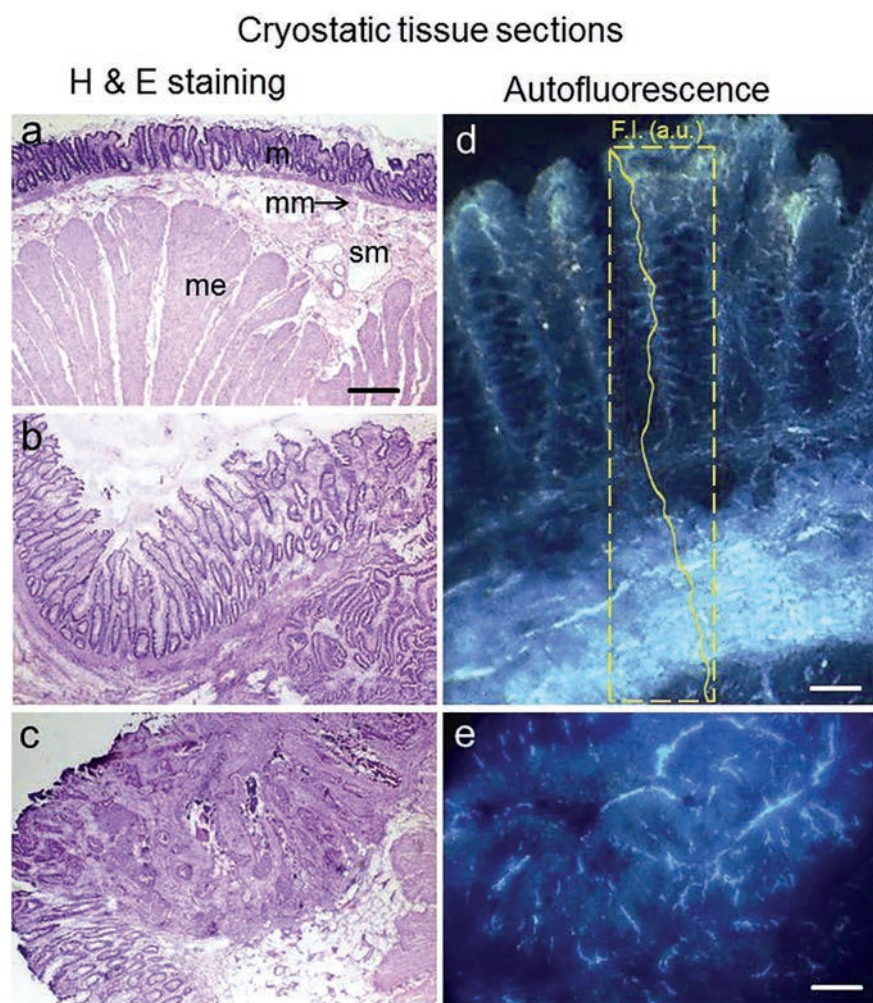 Cryostatic tissue sections
H & E staining
Autofluorescence
a
m
mm
sm
me
b
c
d
F.I. (a.u.)
e